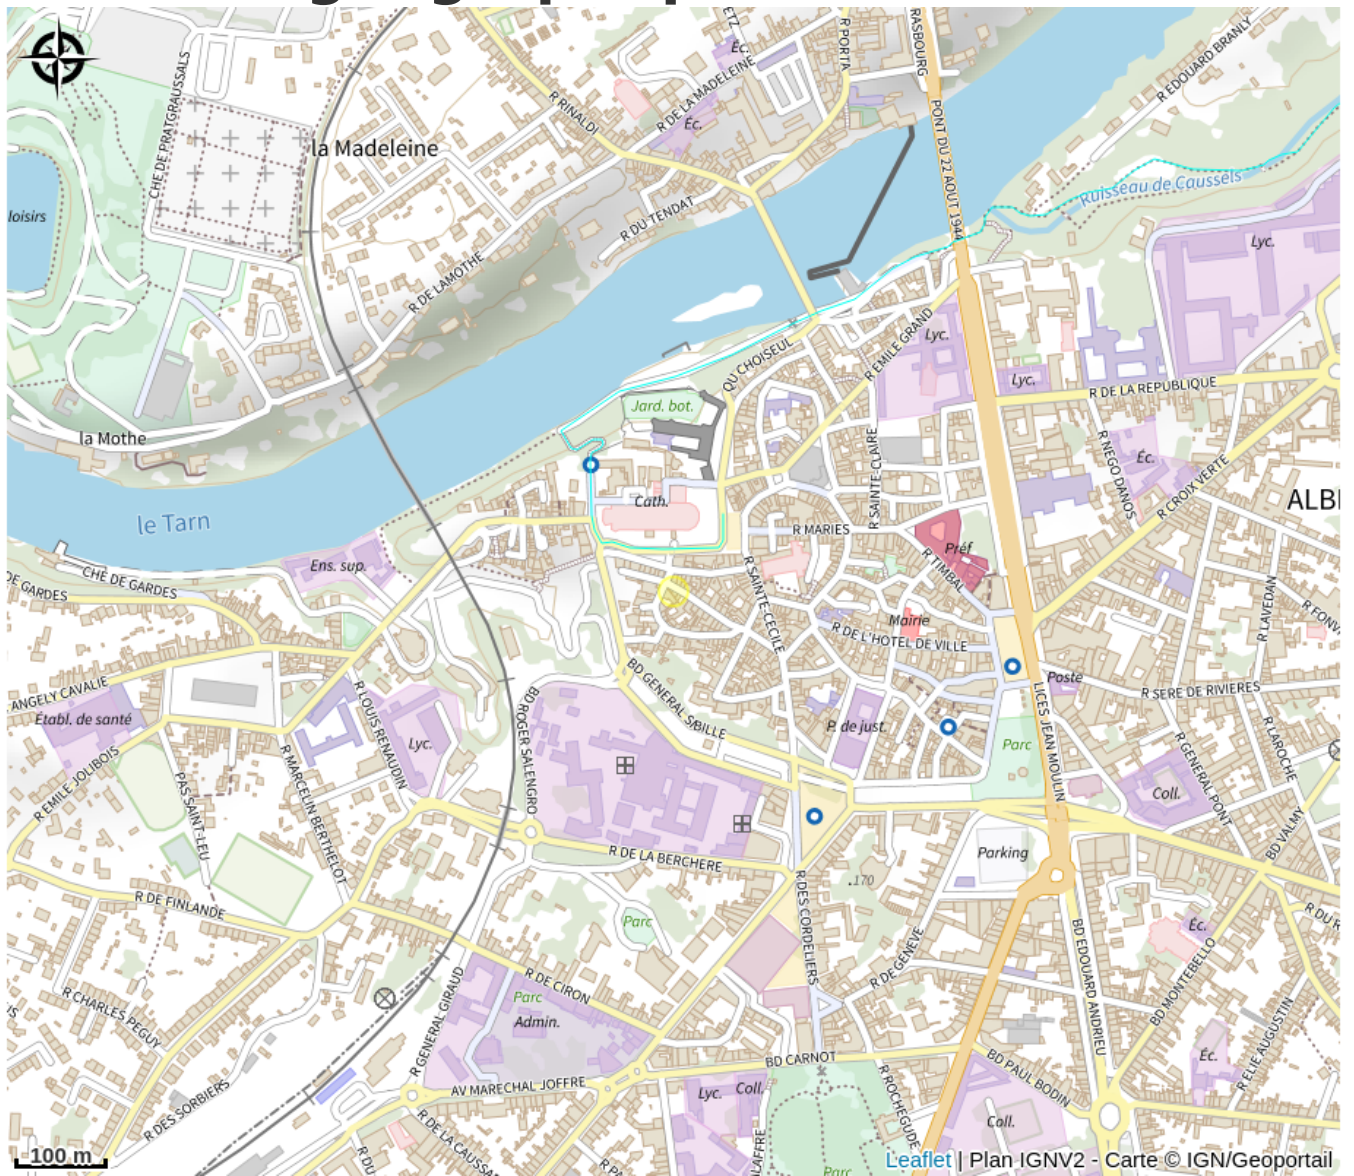 ETZ
R PORTA
RASBOURG
Éc.
R EDOUARD BRANLY
CHE DE PRATGRAUSSALS
R RINALDI
R DE LA MADELEINE
Éc.
la Madeleine
PONT DU 22 AOUT 1944
Ruisseau de Caussels
loisirs
R DU TENDAT
Lyc.
R DE LAMOTHE
QU CHOISEUL
R EMILE GRAND
Lyc.
Lyc.
R DE LA REPUBLIQUE
Jard. bot.
la Mothe
R SAINTE-CLAIRE
R NEGO DANOS
Éc.
R CROIX VERTE
Cath.
ALBI
le Tarn
R MARIES
Préf
Ens. sup.
R TIMBAL
CHE DE GARDES
DE GARDES
R SAINTE-CECILE
R LAVEDAN
R FONVI
Mairie
R DE L'HOTEL DE VILLE
BD GENERAL SIBILLE
ANGELY CAVALIE
R LOUIS RENAUDIN
BD ROGER SALENGRO
LICES JEAN MOULIN
Poste
R SERE DE RIVIERES
Établ. de santé
P. de just.
Lyc.
Parc
R GENERAL PONT
R LAROCHE
R EMILE JOLIBOIS
PAS SAINT-LEU
R MARCELIN BERTHELOT
Coll.
BD VALMY
R DE LA BERCHERE
Parking
.170
R DES CORDELIERS
R DE FINLANDE
Parc
R DU R
Éc.
BD EDOUARD ANDRIEU
BD MONTEBELLO
R DE GENEVE
R GENERAL GIRAUD
R DE CIRON
Parc
Admin.
R CHARLES PEGUY
R ELIE AUGUSTIN
BD CARNOT
BD PAUL BODIN
Éc.
AV MARECHAL JOFFRE
Lyc.
Coll.
R ROCHEGUDE
R DES SORBIERS
R DE LA CAUSSA
Coll.
LAFFRE
R DU
R PA
Parc
100 m
Leaflet | Plan IGNV2 - Carte © IGN/Geoportail